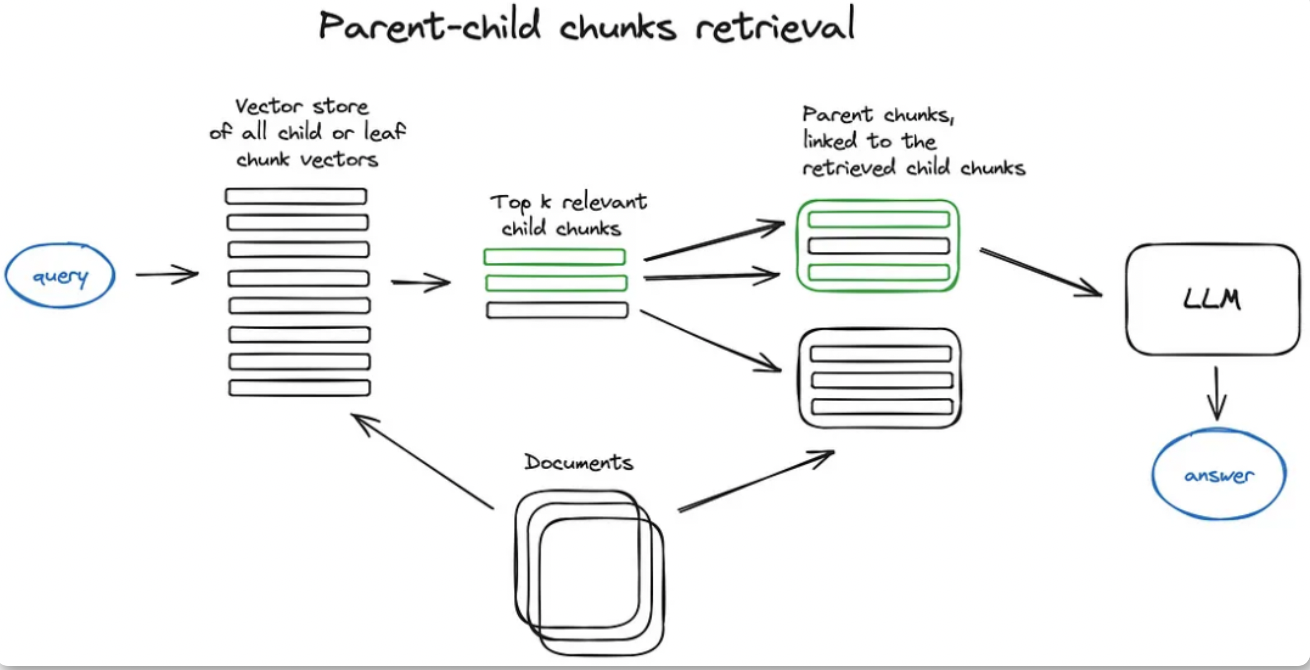 Parent-child chunks retrieval
Vector store
of all child or leaf
chunk vectors
query
Top k relevant
child chunks
Parent chunks,
linked to the
retrieved child chunks
LLM
Documents
answer